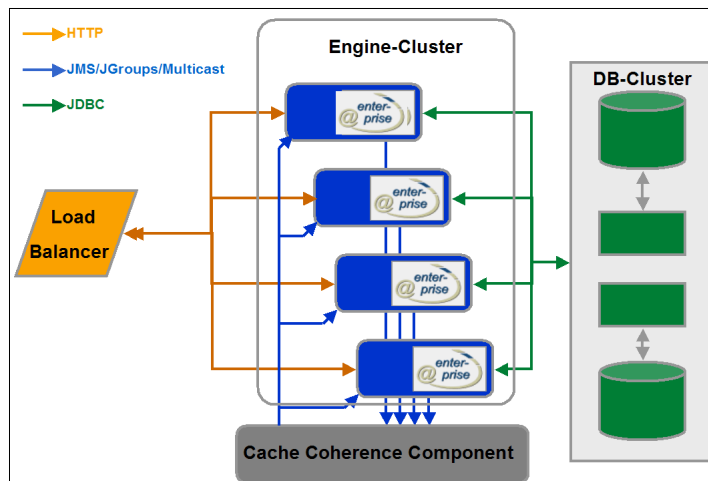 HTTP
JMS/JGroups/Multicast
JDBC
Engine-Cluster
DB-Cluster
enter-
@ prise
enter-
@ prise
enter-
@ prise
enter-
@ prise
Load
Balancer
Cache Coherence Component